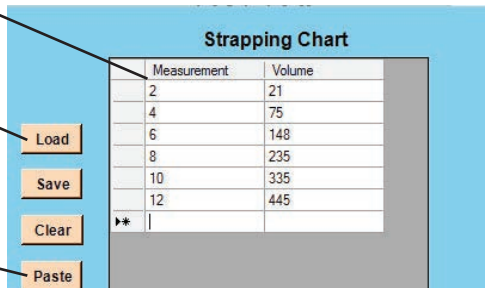 Strapping Chart
Measurement Volume
2 21
4 75
6 148
8 235
10 335
12 445
Load
Save
Clear
Paste